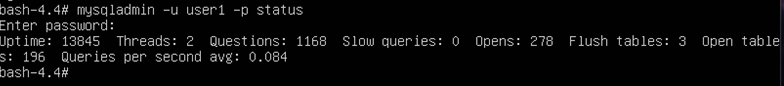 bash-4.4# mysqladmin -u user1 -p status
Enter password:
Uptime: 13845  Threads: 2  Questions: 1168  Slow queries: 0  Opens: 278  Flush tables: 3  Open table
s: 196  Queries per second avg: 0.084
bash-4.4#